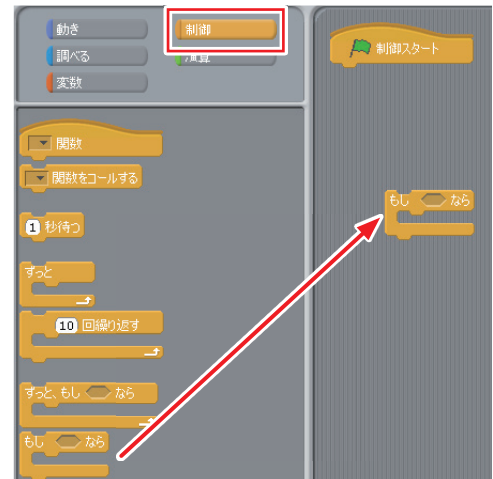 動き
制御
調べる
演算
変数
関数
関数をコールする
1 秒待つ
ずっと
10 回繰り返す
ずっと、もし なら
もし なら
制御スタート
もし なら